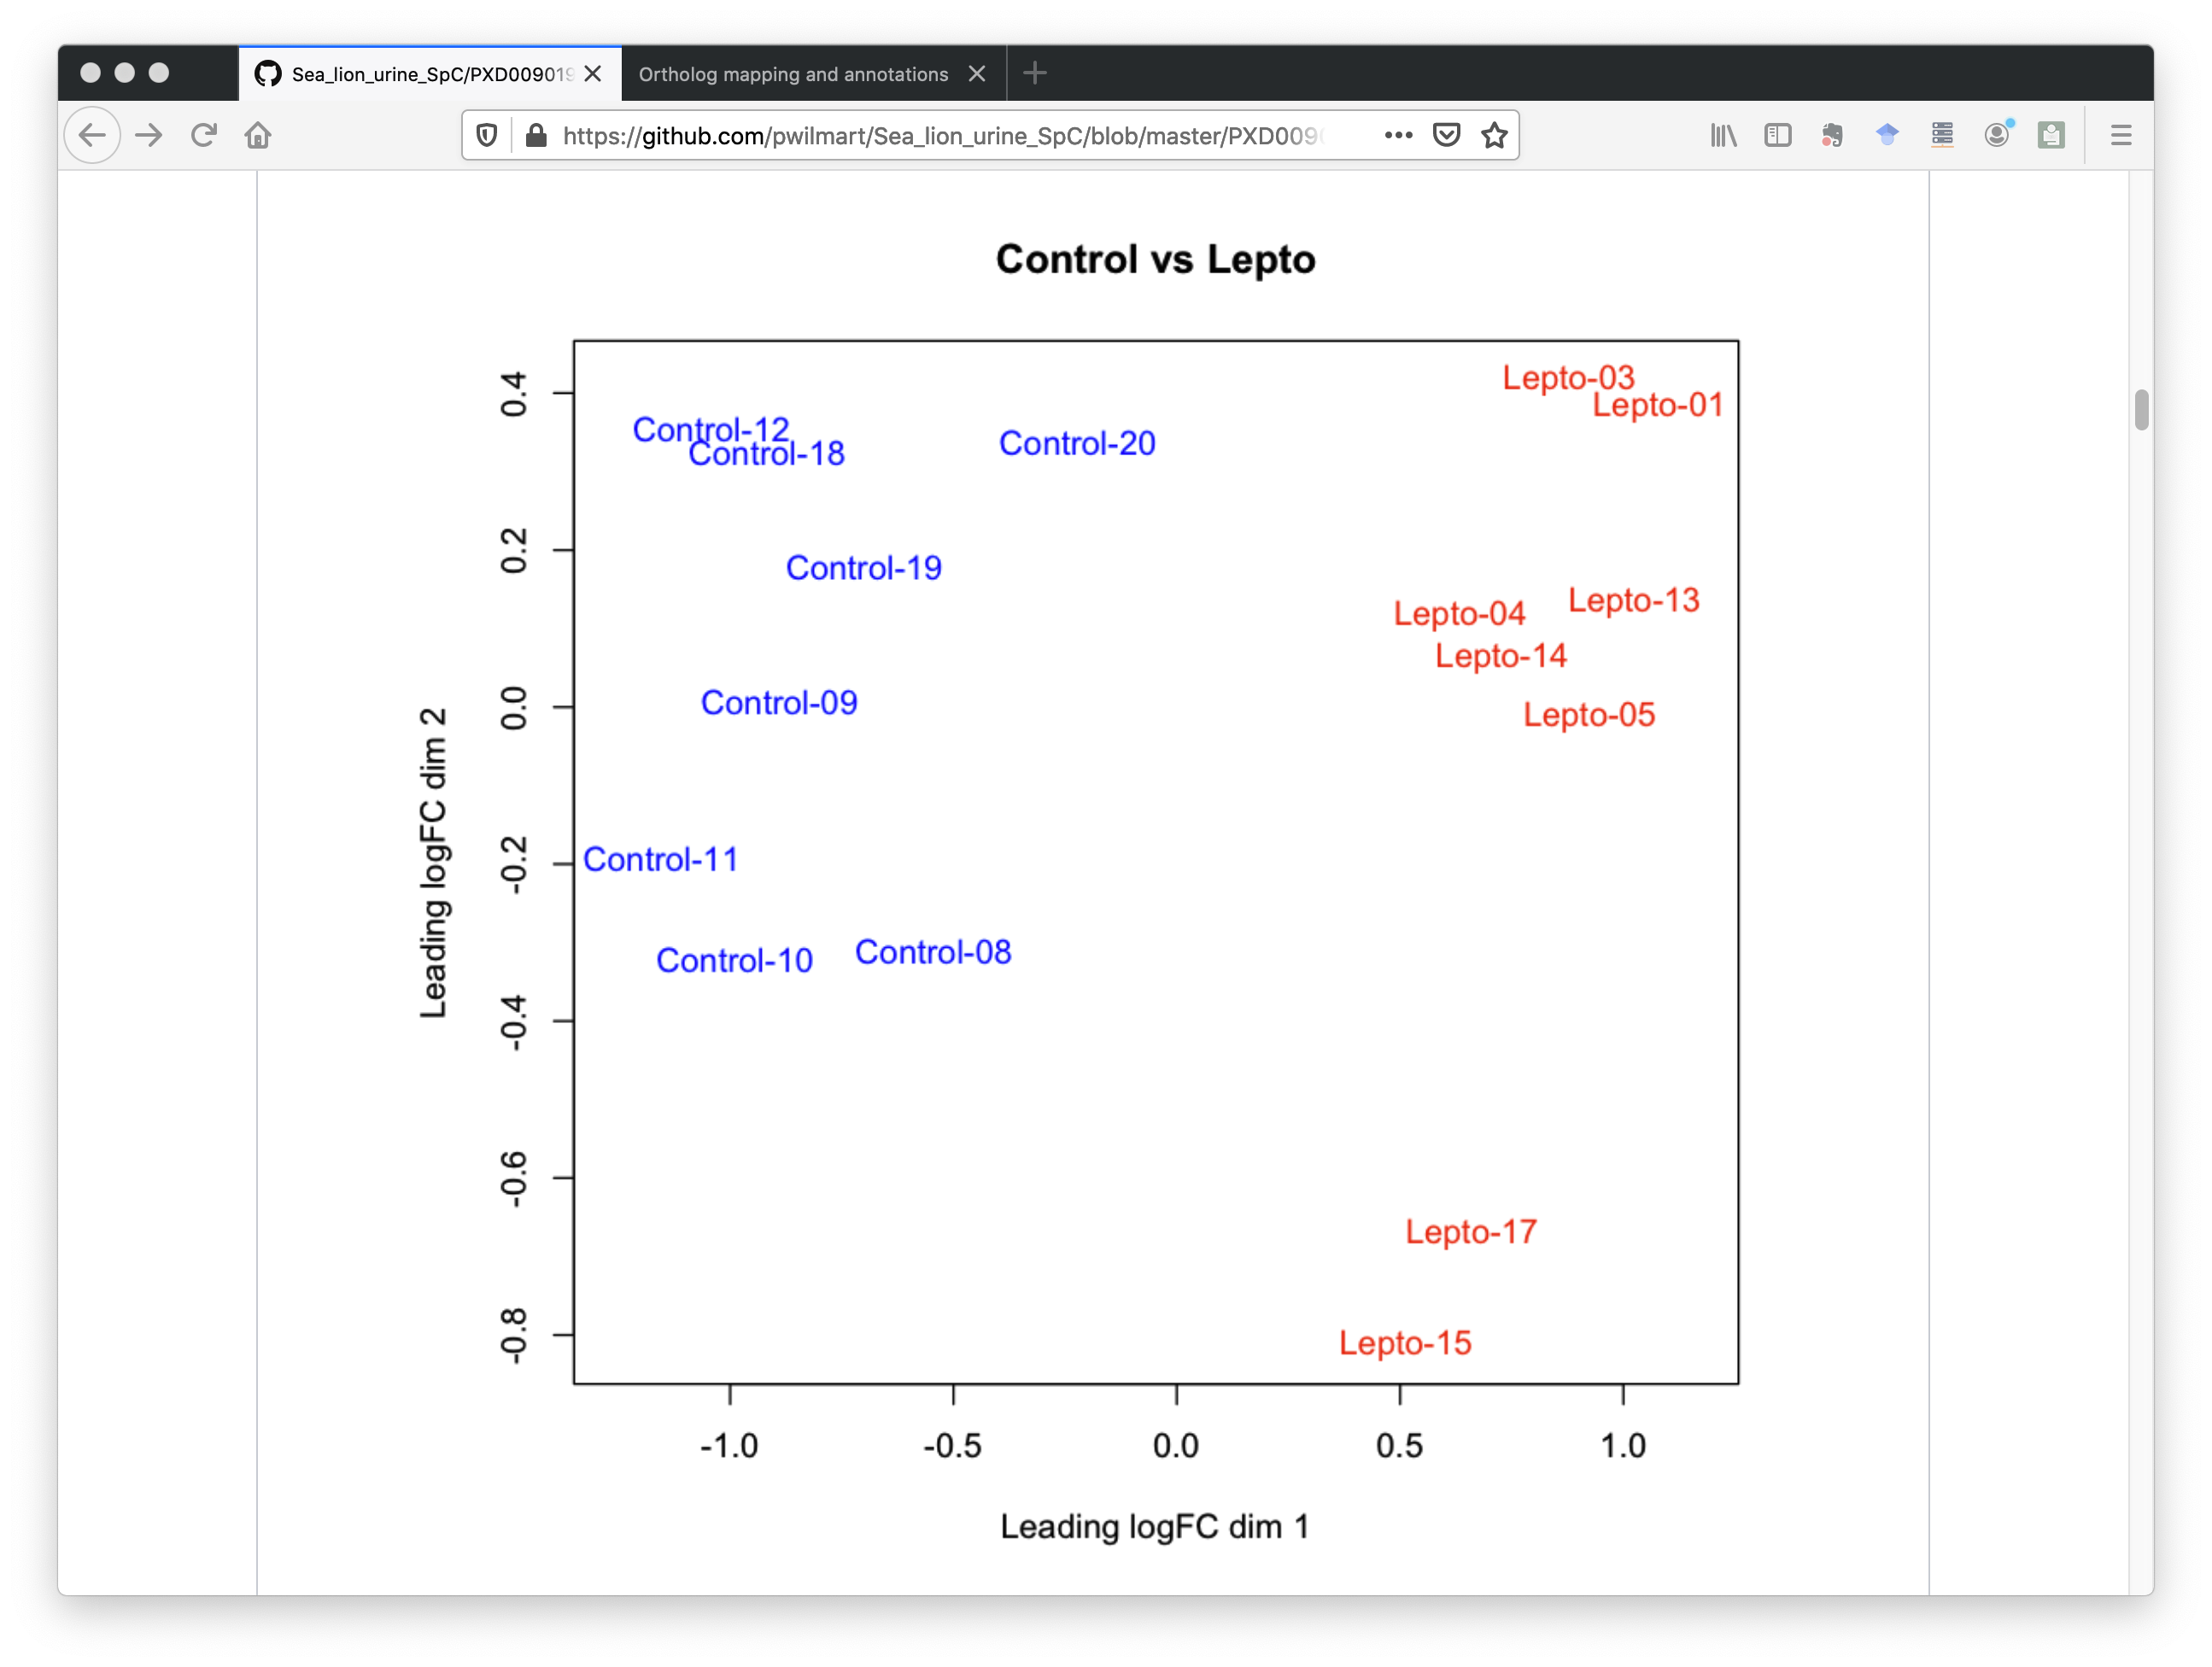 Sea_lion_urine_SpC/PXD009019
Ortholog mapping and annotations
https://github.com/pwilmart/Sea_lion_urine_SpC/blob/master/PXD009
Control vs Lepto
Leading logFC dim 2
0.4
0.2
0.0
-0.2
-0.4
-0.6
-0.8
Lepto-03
Lepto-01
Control-12
Control-18
Control-20
Control-19
Lepto-13
Lepto-04
Lepto-14
Control-09
Lepto-05
Control-11
Control-10
Control-08
Lepto-17
Lepto-15
-1.0 -0.5 0.0 0.5 1.0
Leading logFC dim 1